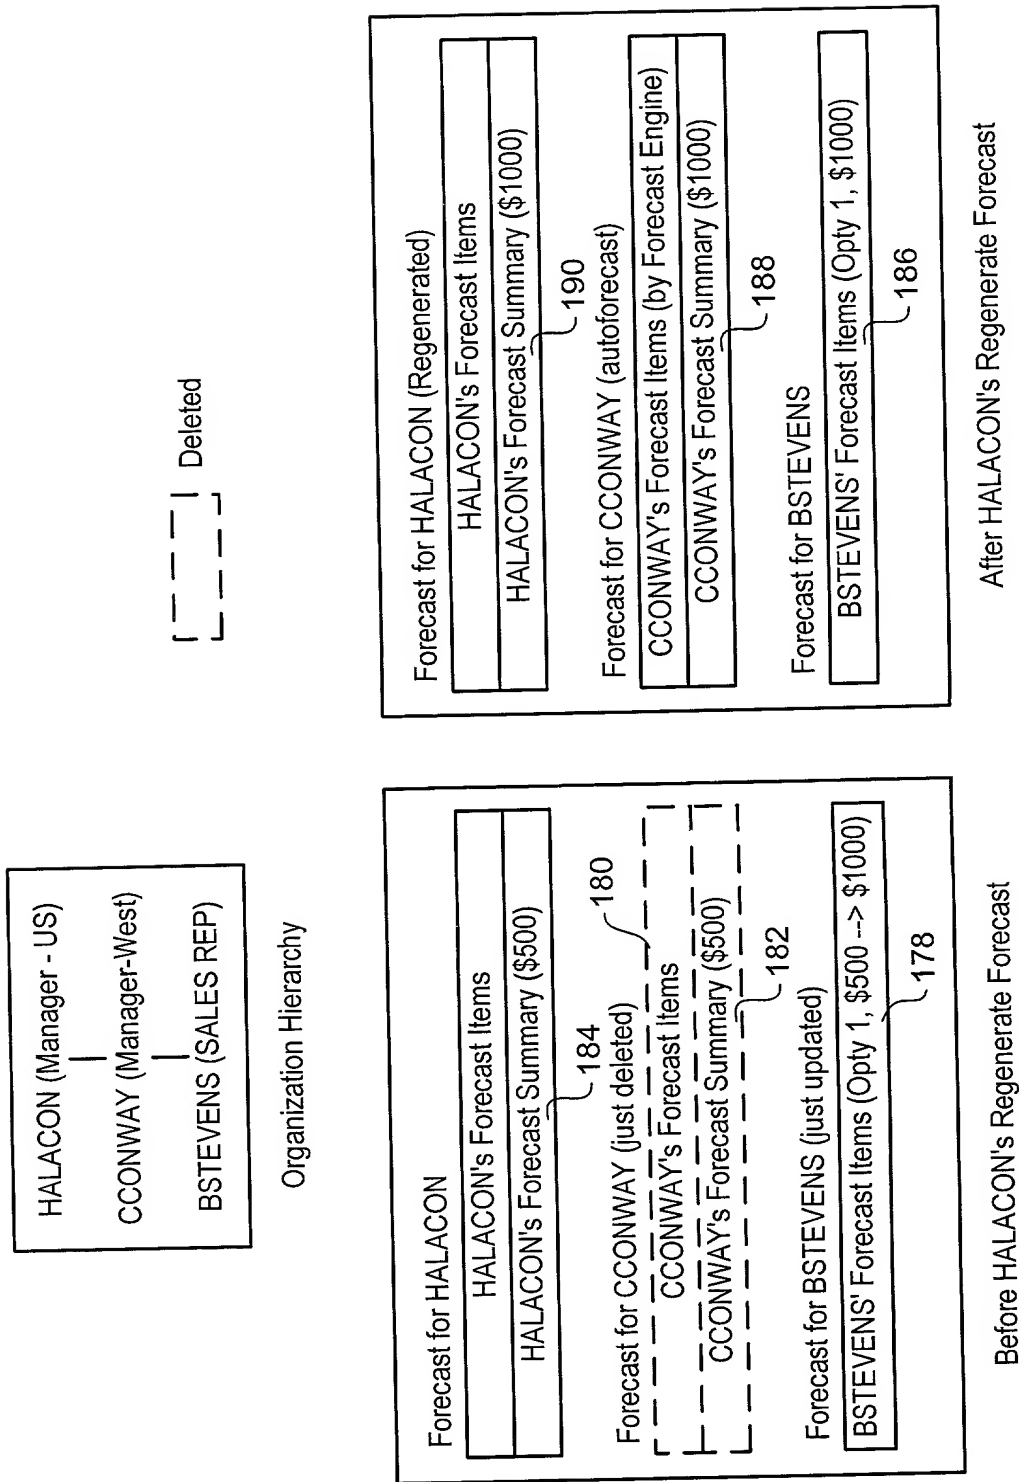 HALACON (Manager - US)
CCONWAY (Manager-West)
BSTEVENS (SALES REP)
Organization Hierarchy
Deleted
Forecast for HALACON
HALACON's Forecast Items
HALACON's Forecast Summary ($500)
184
Forecast for CCONWAY (just deleted)
180
CCONWAY's Forecast Items
CCONWAY's Forecast Summary ($500)
182
Forecast for BSTEVENS (just updated)
BSTEVENS' Forecast Items (Opty 1, $500 --> $1000)
178
Before HALACON's Regenerate Forecast
Forecast for HALACON (Regenerated)
HALACON's Forecast Items
HALACON's Forecast Summary ($1000)
190
Forecast for CCONWAY (autoforecast)
CCONWAY's Forecast Items (by Forecast Engine)
CCONWAY's Forecast Summary ($1000)
188
Forecast for BSTEVENS
BSTEVENS' Forecast Items (Opty 1, $1000)
186
After HALACON's Regenerate Forecast